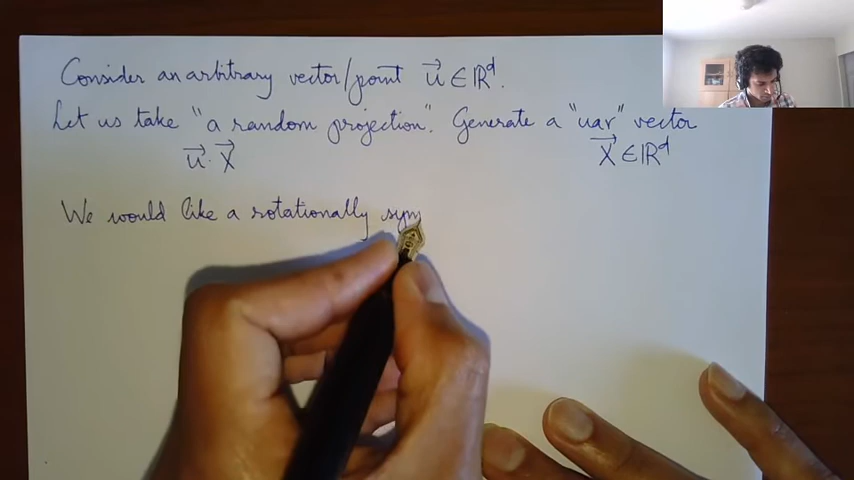 Consider an arbitrary vector/point u⃗ ∈ ℝᵈ.
Let us take "a random projection". Generate a "uar" vector
u⃗ · X⃗ X⃗ ∈ ℝᵈ
We would like a rotationally sym